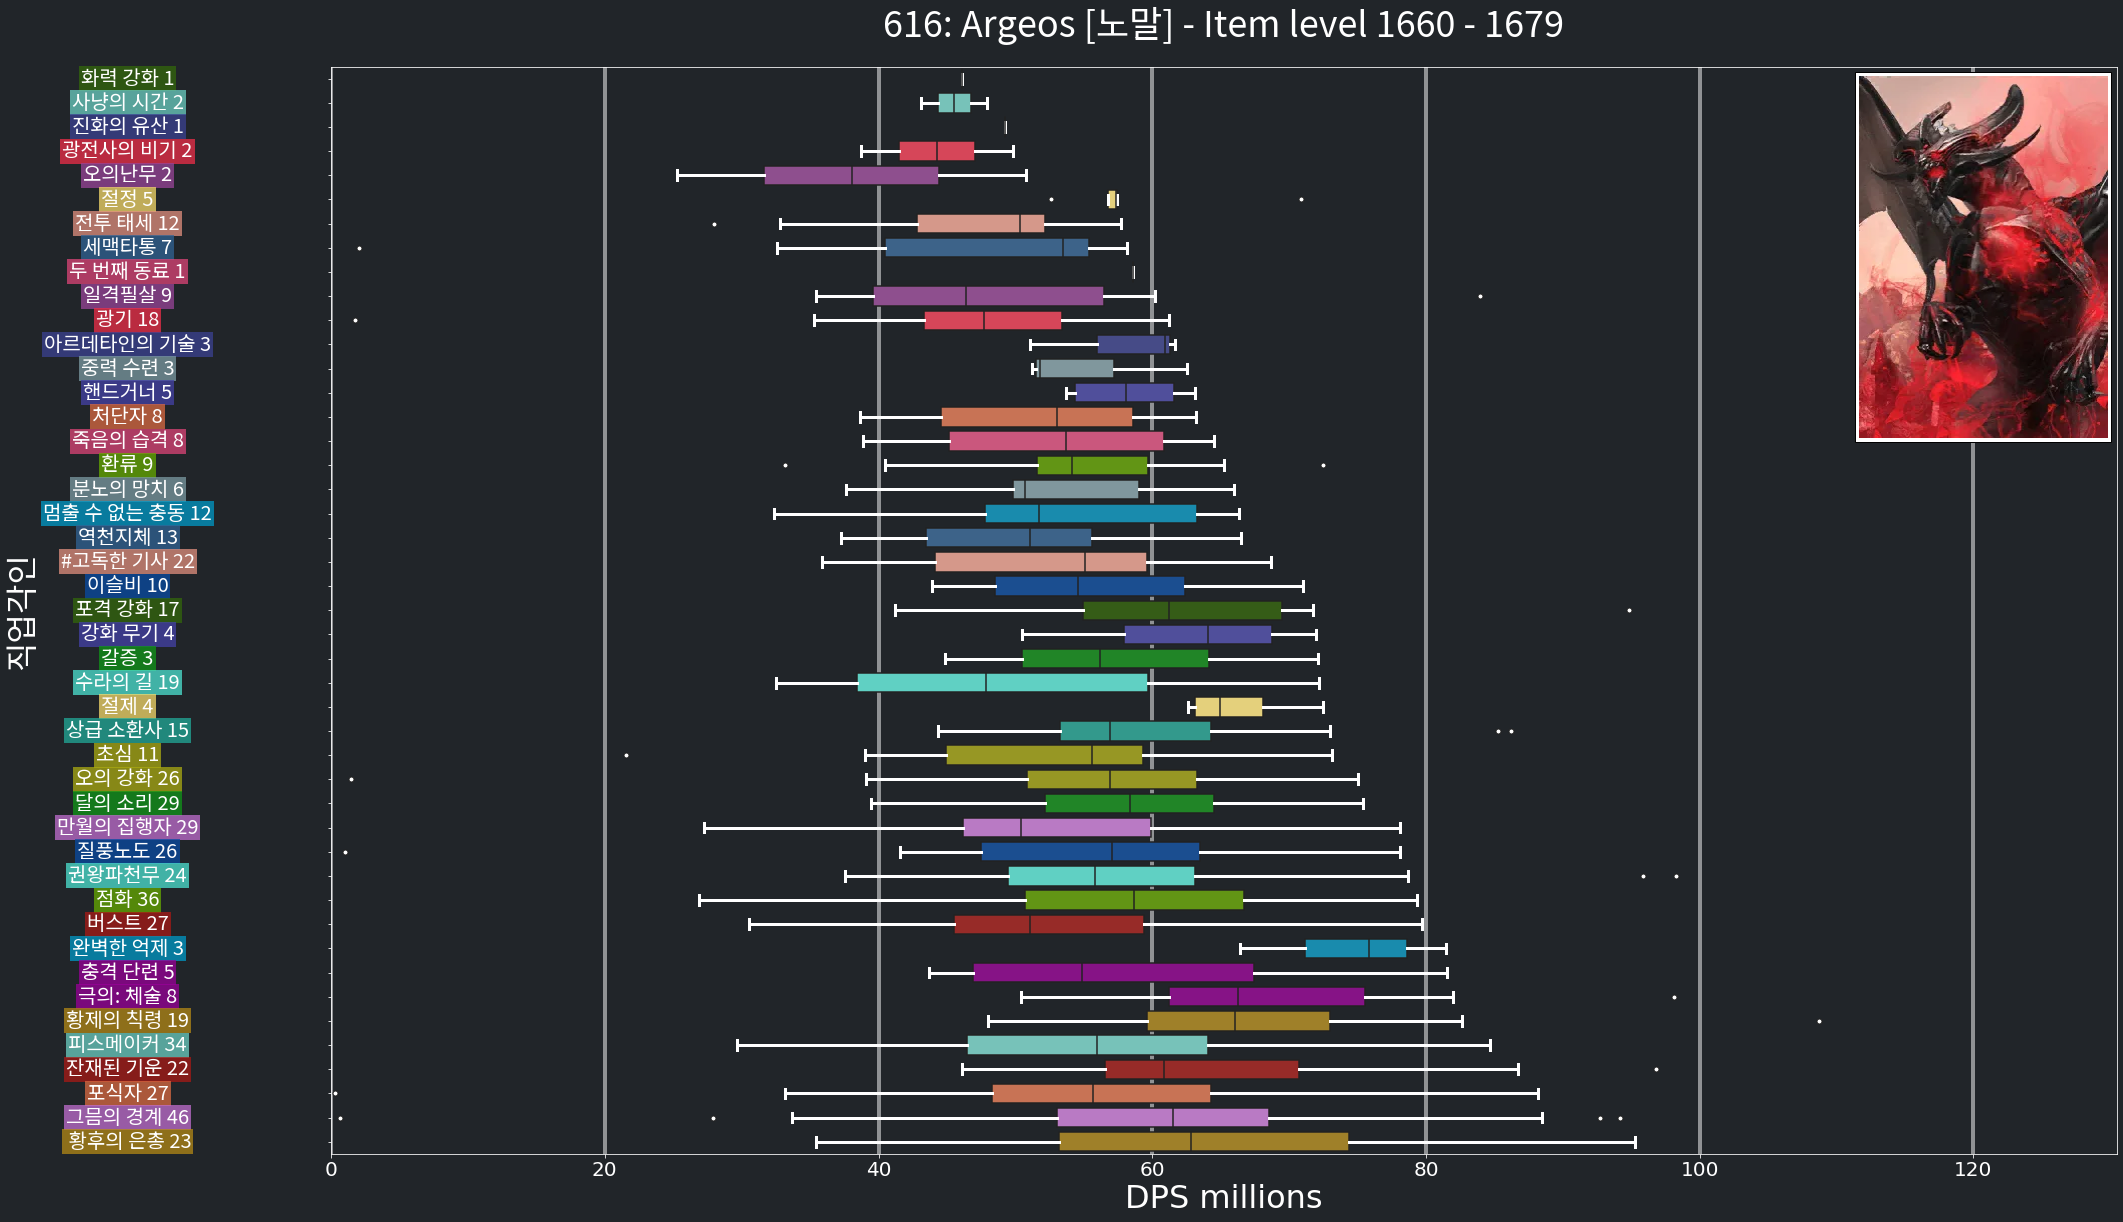 616: Argeos [노말] - Item level 1660 - 1679
화력 강화 1
사냥의 시간 2
진화의 유산 1
광전사의 비기 2
오의난무 2
절정 5
전투 태세 12
세맥타통 7
두 번째 동료 1
일격필살 9
광기 18
아르데타인의 기술 3
중력 수련 3
핸드거너 5
처단자 8
죽음의 습격 8
환류 9
분노의 망치 6
멈출 수 없는 충동 12
역천지체 13
#고독한 기사 22
이슬비 10
포격 강화 17
강화 무기 4
갈증 3
수라의 길 19
절제 4
상급 소환사 15
초심 11
오의 강화 26
달의 소리 29
만월의 집행자 29
질풍노도 26
권왕파천무 24
점화 36
버스트 27
완벽한 억제 3
충격 단련 5
극의: 체술 8
황제의 칙령 19
피스메이커 34
잔재된 기운 22
포식자 27
그믐의 경계 46
황후의 은총 23
직업각인
0 20 40 60 80 100 120
DPS millions